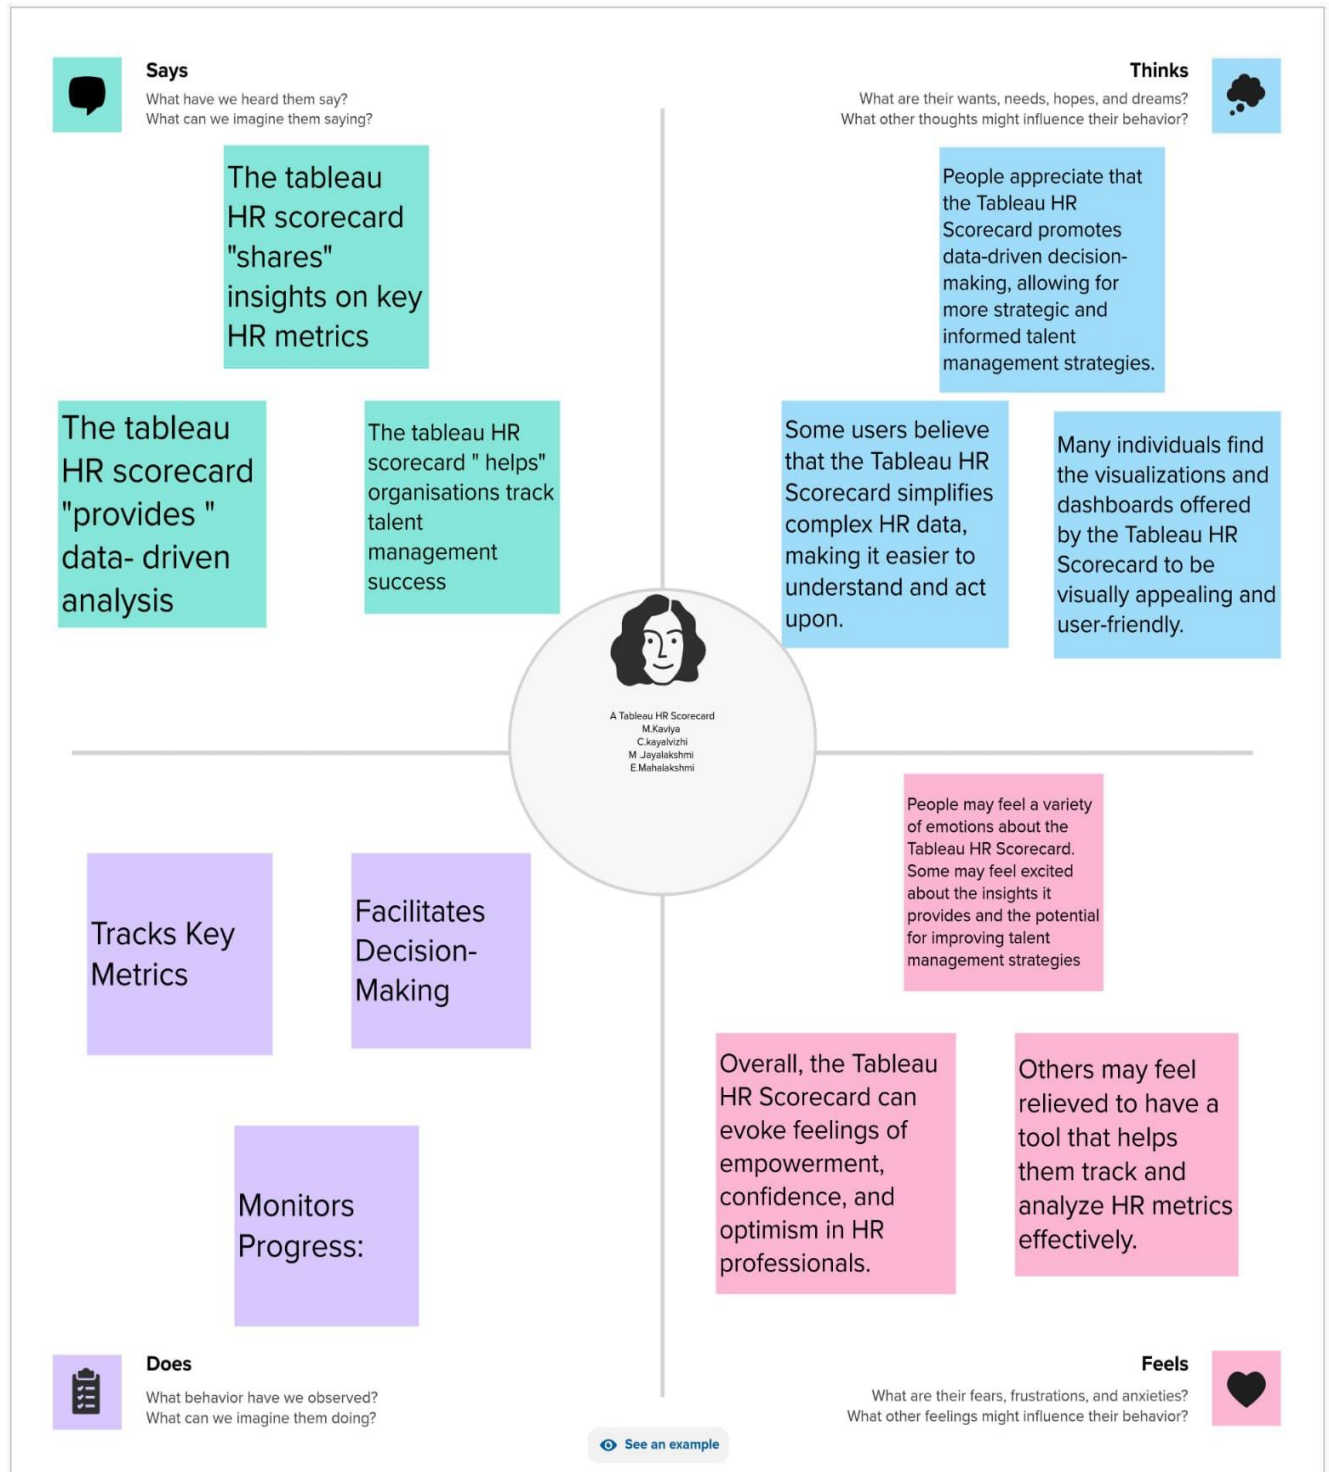 Says
What have we heard them say?
What can we imagine them saying?
The tableau
HR scorecard
"shares"
insights on key
HR metrics
The tableau
HR scorecard
"provides "
data- driven
analysis
The tableau HR
scorecard " helps"
organisations track
talent
management
success
Thinks
What are their wants, needs, hopes, and dreams?
What other thoughts might influence their behavior?
People appreciate that
the Tableau HR
Scorecard promotes
data-driven decision-
making, allowing for
more strategic and
informed talent
management strategies.
Some users believe
that the Tableau HR
Scorecard simplifies
complex HR data,
making it easier to
understand and act
upon.
Many individuals find
the visualizations and
dashboards offered
by the Tableau HR
Scorecard to be
visually appealing and
user-friendly.
A Tableau HR Scorecard
M.Kaviya
C.kayalvizhi
M .Jayalakshmi
E.Mahalakshmi
Tracks Key
Metrics
Facilitates
Decision-
Making
Monitors
Progress:
Does
What behavior have we observed?
What can we imagine them doing?
People may feel a variety
of emotions about the
Tableau HR Scorecard.
Some may feel excited
about the insights it
provides and the potential
for improving talent
management strategies
Overall, the Tableau
HR Scorecard can
evoke feelings of
empowerment,
confidence, and
optimism in HR
professionals.
Others may feel
relieved to have a
tool that helps
them track and
analyze HR metrics
effectively.
Feels
What are their fears, frustrations, and anxieties?
What other feelings might influence their behavior?
See an example